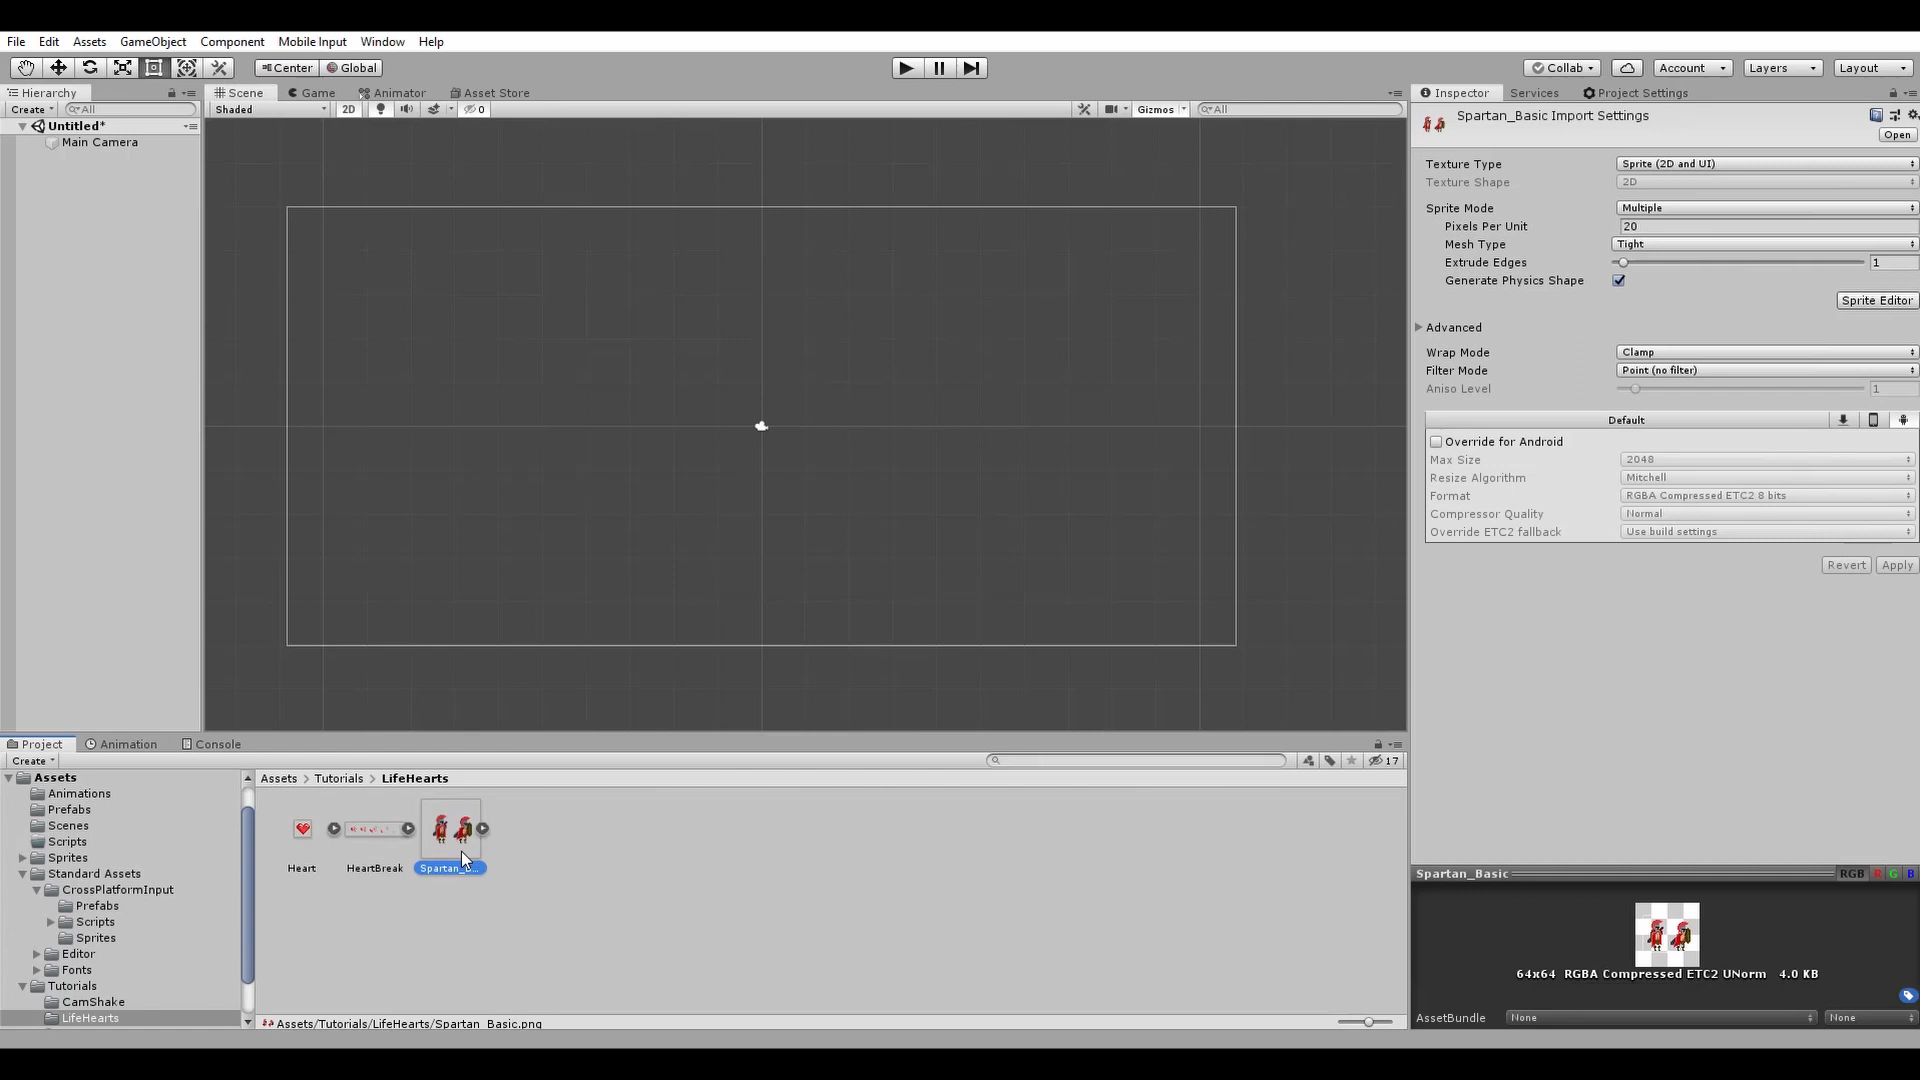 File Edit Assets GameObject Component Mobile Input Window Help
Center Global Collab Account Layers Layout
Hierarchy Scene Game Animator Asset Store Inspector Services Project Settings
Create All Shaded 2D 0 Gizmos All
Untitled*
Main Camera
Spartan_Basic Import Settings
Open
Texture Type Sprite (2D and UI)
Texture Shape 2D
Sprite Mode Multiple
Pixels Per Unit 20
Mesh Type Tight
Extrude Edges 1
Generate Physics Shape
Sprite Editor
Advanced
Wrap Mode Clamp
Filter Mode Point (no filter)
Aniso Level 1
Default
Override for Android
Max Size 2048
Resize Algorithm Mitchell
Format RGBA Compressed ETC2 8 bits
Compressor Quality Normal
Override ETC2 fallback Use build settings
Revert Apply
Project Animation Console
Create 17
Assets
Animations
Prefabs
Scenes
Scripts
Sprites
Standard Assets
CrossPlatformInput
Prefabs
Scripts
Sprites
Editor
Fonts
Tutorials
CamShake
LifeHearts
Assets > Tutorials > LifeHearts
Heart HeartBreak Spartan_B...
Assets/Tutorials/LifeHearts/Spartan_Basic.png
Spartan_Basic RGB R G B
64x64 RGBA Compressed ETC2 UNorm 4.0 KB
AssetBundle None None